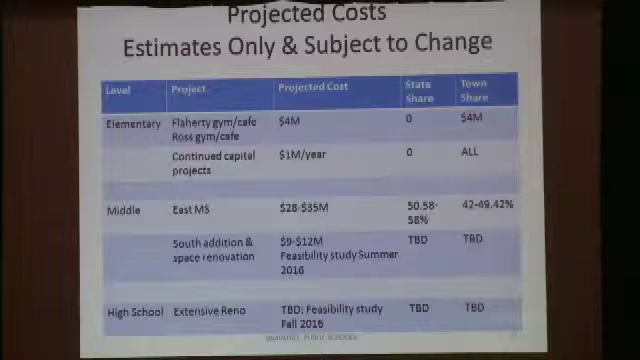 Projected Costs
Estimates Only & Subject to Change
Level Project Projected Cost State Share Town Share
Elementary Flaherty gym/cafe Ross gym/cafe $4M 0 $4M
Continued capital projects $1M/year 0 ALL
Middle East MS $28-$35M 50.58-58% 42-49.42%
South addition & space renovation $9-$12M Feasibility study Summer 2016 TBD TBD
High School Extensive Reno TBD: Feasibility study Fall 2016 TBD TBD
BRAINTREE PUBLIC SCHOOLS